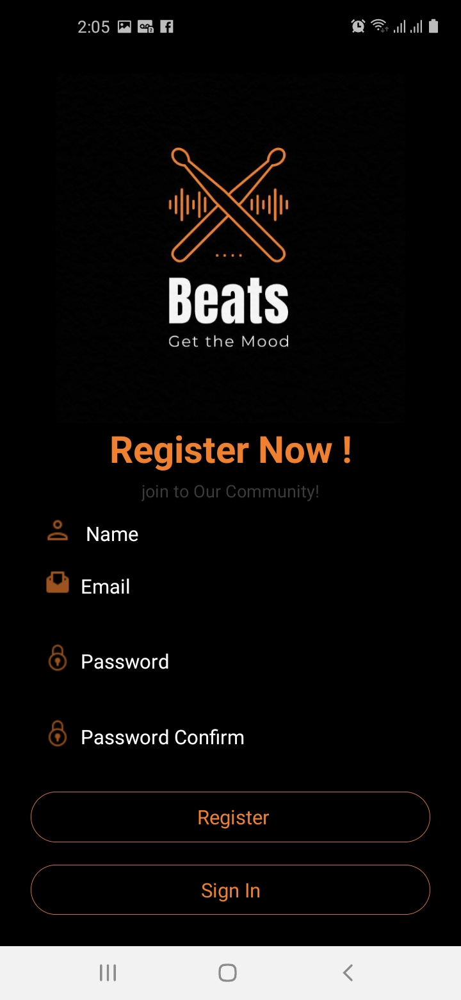 2:05
Beats
Get the Mood
Register Now !
join to Our Community!
Name
Email
Password
Password Confirm
Register
Sign In